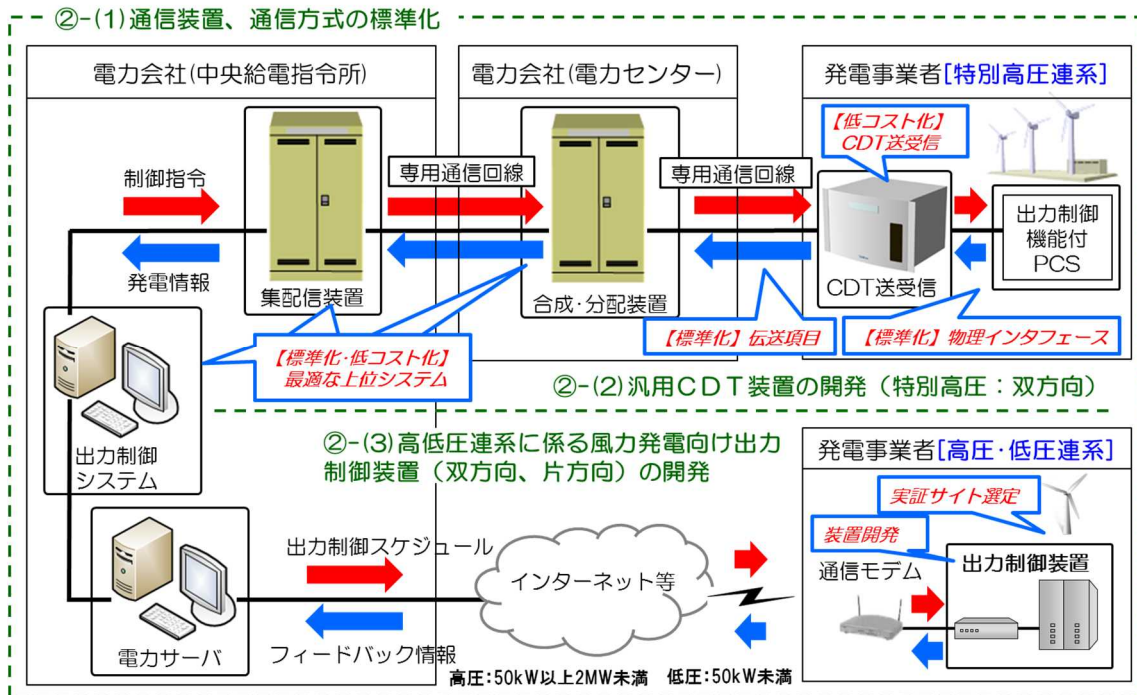 ②-(1)通信装置、通信方式の標準化
電力会社(中央給電指令所)
電力会社(電力センター)
発電事業者[特別高圧連系]
【低コスト化】
CDT送受信
制御指令
専用通信回線
専用通信回線
出力制御
機能付
PCS
発電情報
集配信装置
合成・分配装置
CDT送受信
【標準化・低コスト化】
最適な上位システム
【標準化】伝送項目
【標準化】物理インタフェース
②-(2)汎用CDT装置の開発（特別高圧：双方向）
出力制御
システム
②-(3)高低圧連系に係る風力発電向け出力
制御装置（双方向、片方向）の開発
発電事業者[高圧・低圧連系]
実証サイト選定
装置開発
出力制御スケジュール
インターネット等
通信モデム
出力制御装置
電力サーバ
フィードバック情報
高圧:50kW以上2MW未満 低圧:50kW未満